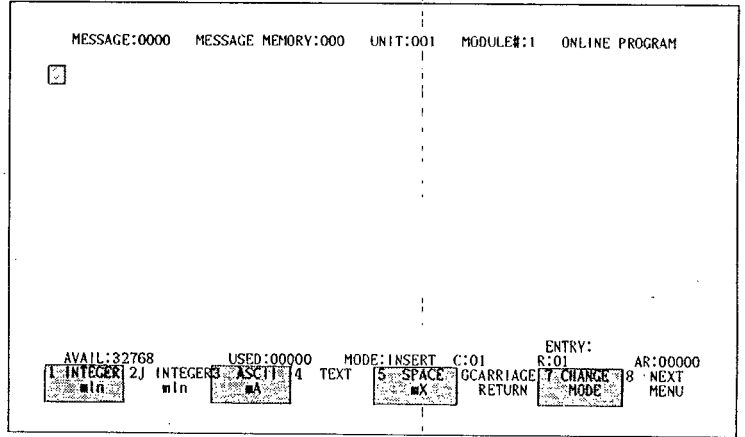 MESSAGE:0000 MESSAGE MEMORY:000 UNIT:001 MODULE#:1 ONLINE PROGRAM
ENTRY:
AVAIL:32768 USED:00000 MODE:INSERT C:01 R:01 AR:00000
1 INTEGER 2J INTEGER 3 ASCII 4 TEXT 5 SPACE 6CARRIAGE 7 CHANGE 8 NEXT
mIn mIn mA mX RETURN MODE MENU